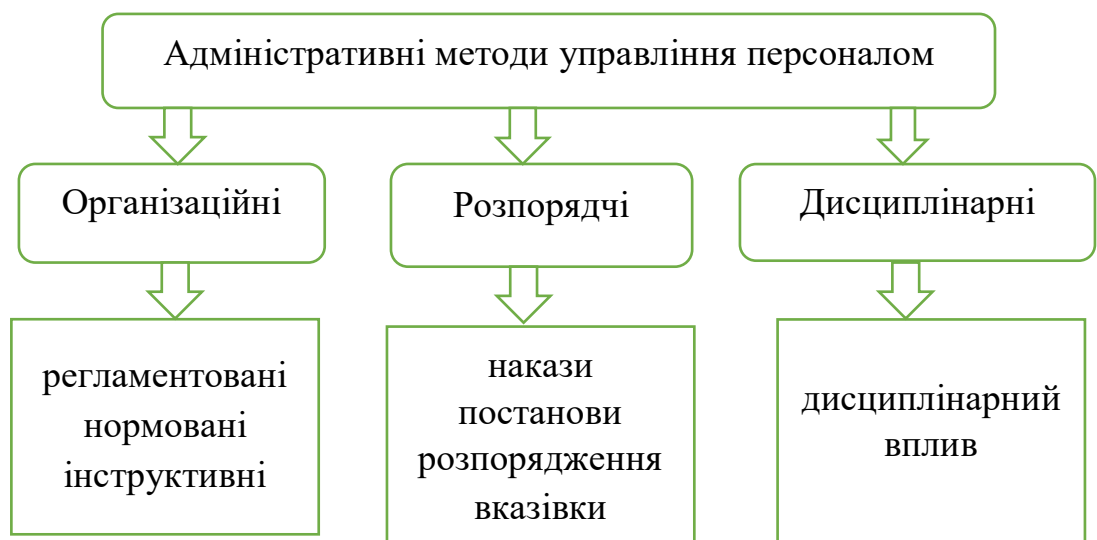 Адміністративні методи управління персоналом
Організаційні
Розпорядчі
Дисциплінарні
регламентовані
нормовані
інструктивні
накази
постанови
розпорядження
вказівки
дисциплінарний
вплив